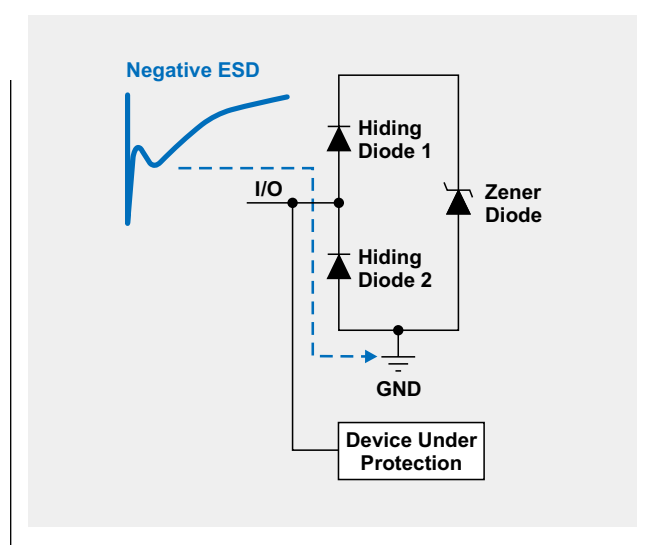 Negative ESD
Hiding
Diode 1
I/O
Zener
Diode
Hiding
Diode 2
GND
Device Under
Protection